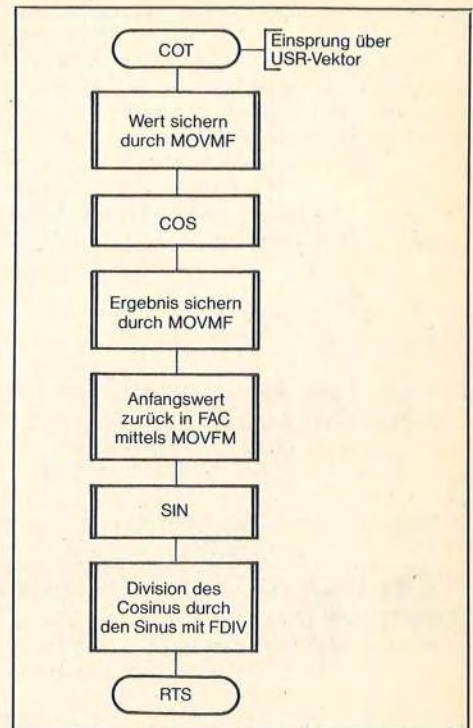 COT
Einsprung über
USR-Vektor
Wert sichern
durch MOVMF
COS
Ergebnis sichern
durch MOVMF
Anfangswert
zurück in FAC
mittels MOVFM
SIN
Division des
Cosinus durch
den Sinus mit FDIV
RTS